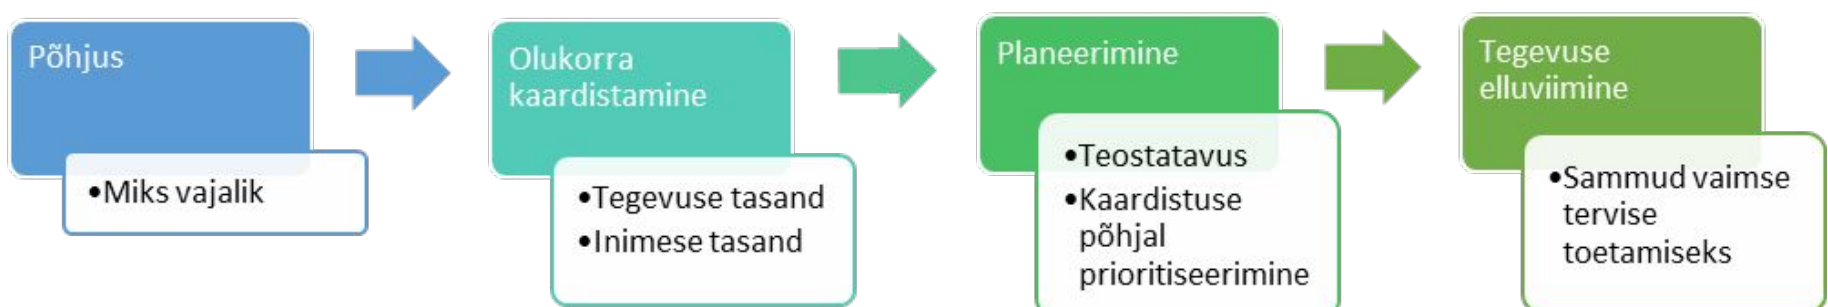 Põhjus
•Miks vajalik
Olukorra
kaardistamine
•Tegevuse tasand
•Inimese tasand
Planeerimine
•Teostatavus
•Kaardistuse
põhjal
prioritiseerimine
Tegevuse
elluviimine
•Sammud vaimse
tervise
toetamiseks